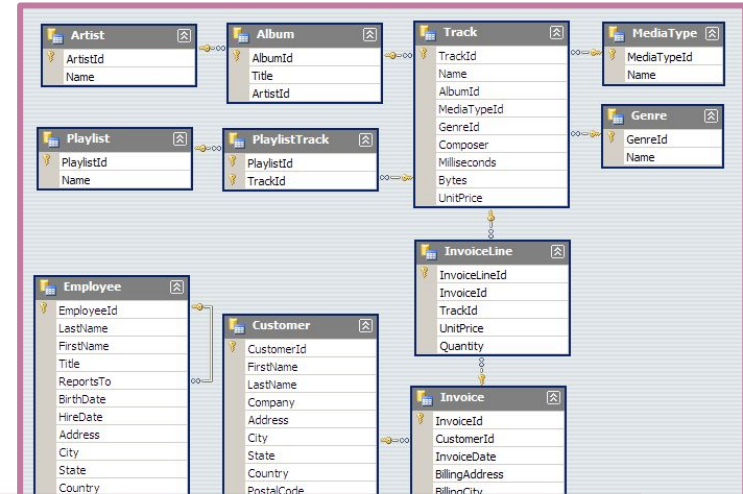 Artist
ArtistId
Name
Album
AlbumId
Title
ArtistId
Track
TrackId
Name
AlbumId
MediaTypeId
GenreId
Composer
Milliseconds
Bytes
UnitPrice
MediaType
MediaTypeId
Name
Genre
GenreId
Name
Playlist
PlaylistId
Name
PlaylistTrack
PlaylistId
TrackId
InvoiceLine
InvoiceLineId
InvoiceId
TrackId
UnitPrice
Quantity
Employee
EmployeeId
LastName
FirstName
Title
ReportsTo
BirthDate
HireDate
Address
City
State
Country
Customer
CustomerId
FirstName
LastName
Company
Address
City
State
Country
PostalCode
Invoice
InvoiceId
CustomerId
InvoiceDate
BillingAddress
BillingCity